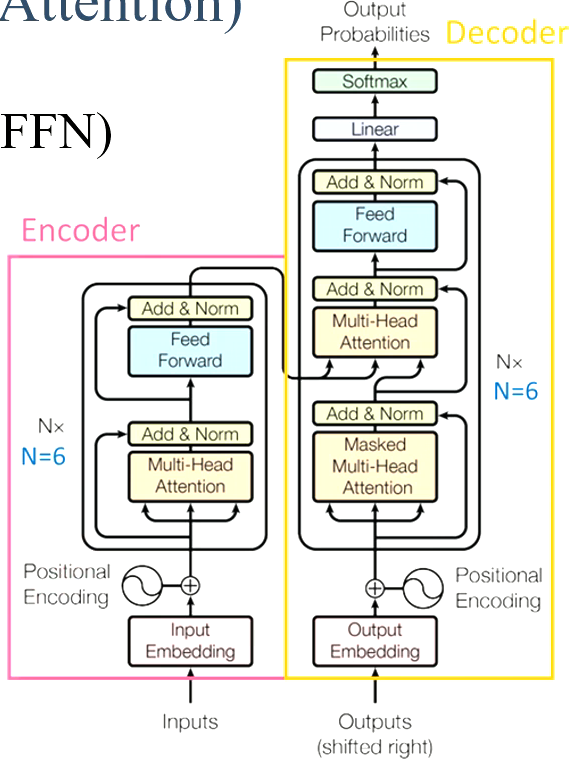 Attention)
FFN)
Output
Probabilities
Decoder
Softmax
Linear
Add & Norm
Feed
Forward
Add & Norm
Multi-Head
Attention
Nx
N=6
Add & Norm
Masked
Multi-Head
Attention
Positional
Encoding
Output
Embedding
Outputs
(shifted right)
Encoder
Add & Norm
Feed
Forward
Nx
N=6
Add & Norm
Multi-Head
Attention
Positional
Encoding
Input
Embedding
Inputs